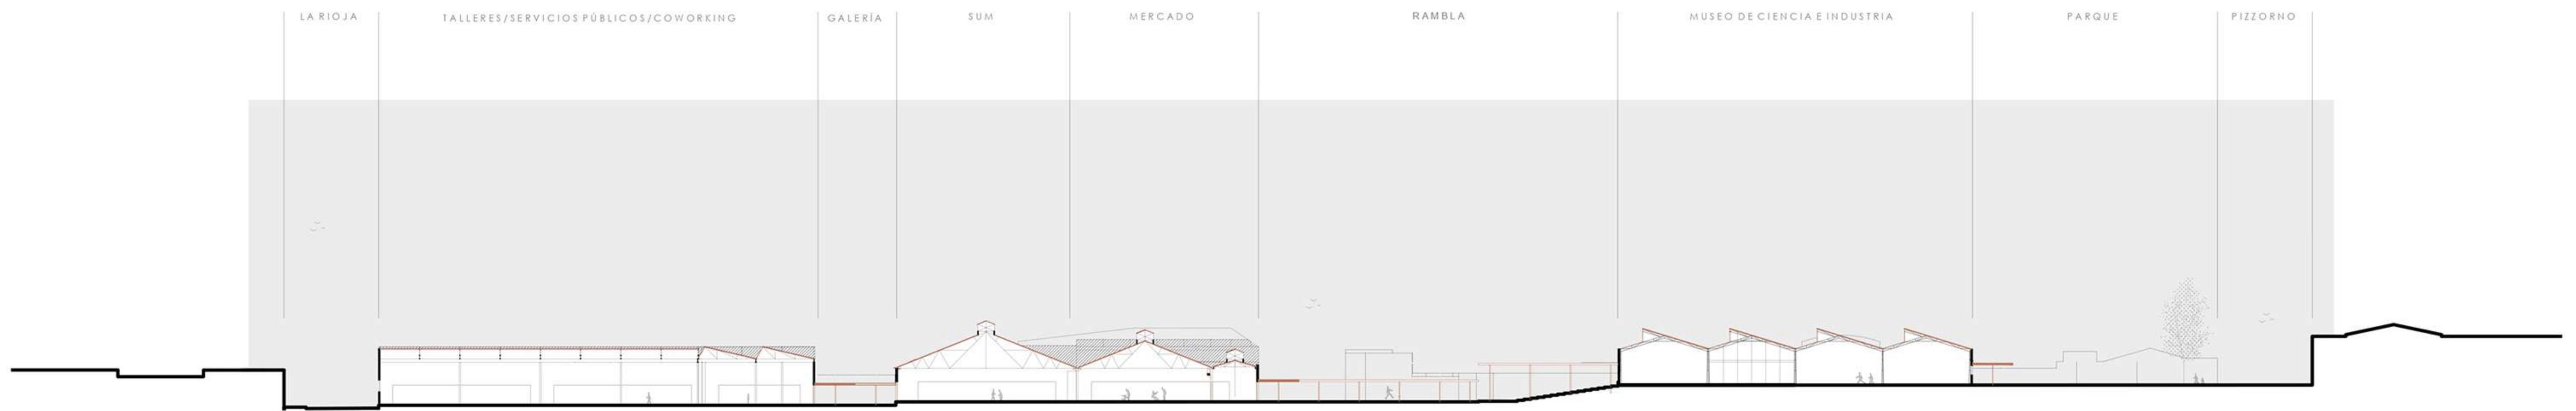 LA RIOJA
TALLERES/SERVICIOS PÚBLICOS/COWORKING
GALERÍA
SUM
MERCADO
RAMBLA
MUSEO DE CIENCIA E INDUSTRIA
PARQUE
PIZZORNO